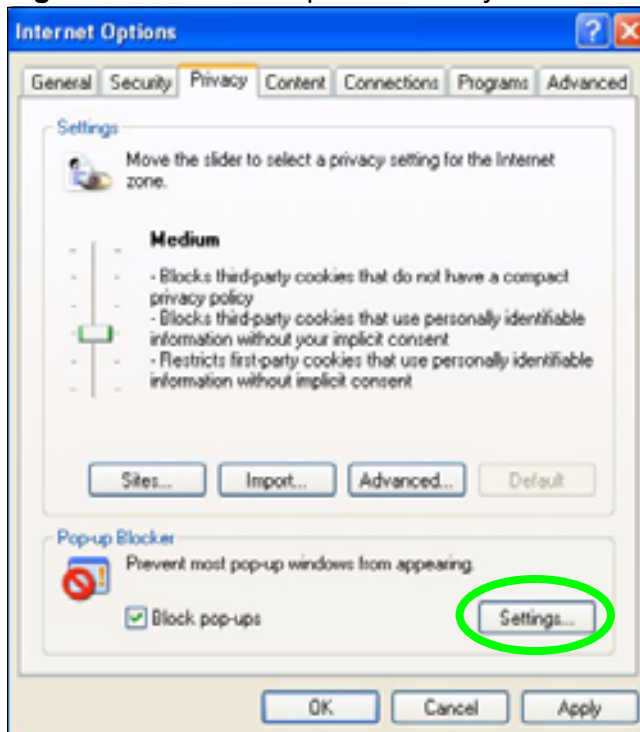 Internet Options
General Security Privacy Content Connections Programs Advanced
Settings
Move the slider to select a privacy setting for the Internet
zone.
Medium
- Blocks third-party cookies that do not have a compact
privacy policy
- Blocks third-party cookies that use personally identifiable
information without your implicit consent
- Restricts first-party cookies that use personally identifiable
information without implicit consent
Sites... Import... Advanced... Default
Pop-up Blocker
Prevent most pop-up windows from appearing.
Block pop-ups Settings...
OK Cancel Apply